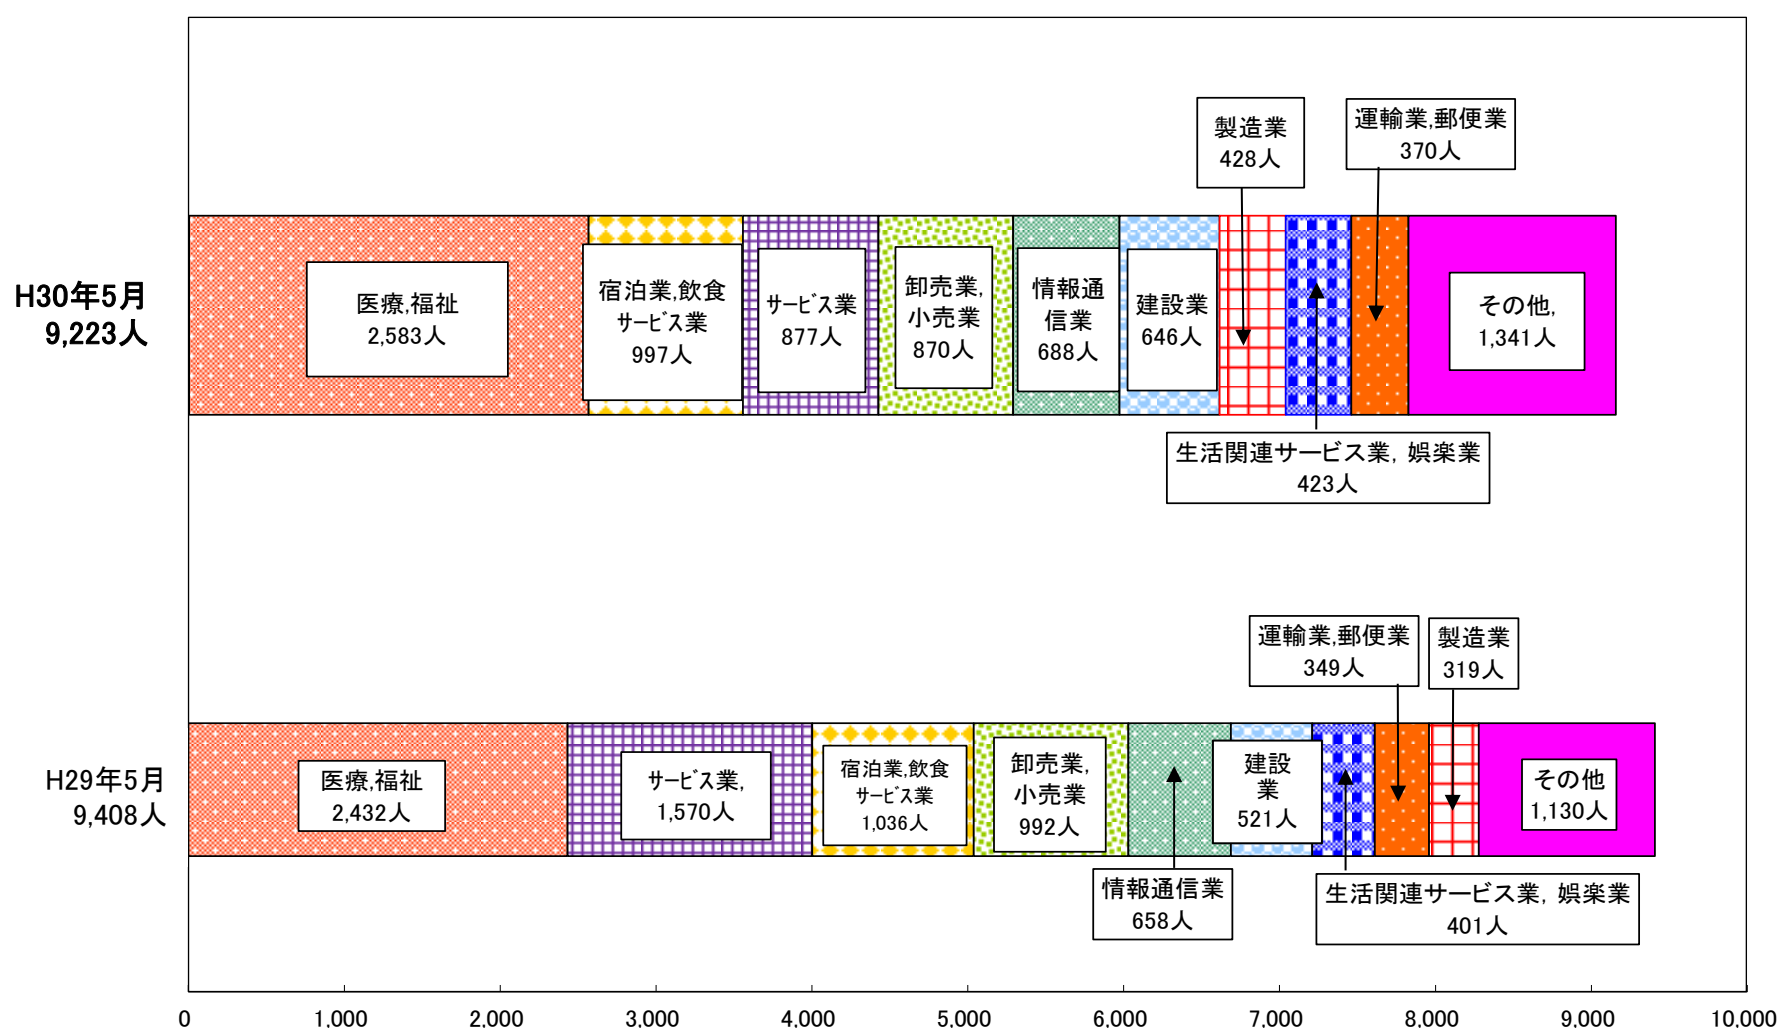 製造業
428人
運輸業,郵便業
370人
H30年5月
9,223人
医療,福祉
2,583人
宿泊業,飲食
サービス業
997人
サービス業
877人
卸売業,
小売業
870人
情報通
信業
688人
建設業
646人
その他,
1,341人
生活関連サービス業, 娯楽業
423人
運輸業,郵便業
349人
製造業
319人
H29年5月
9,408人
医療,福祉
2,432人
サービス業,
1,570人
宿泊業,飲食
サービス業
1,036人
卸売業,
小売業
992人
建設
業
521人
その他
1,130人
情報通信業
658人
生活関連サービス業, 娯楽業
401人
0 1,000 2,000 3,000 4,000 5,000 6,000 7,000 8,000 9,000 10,000